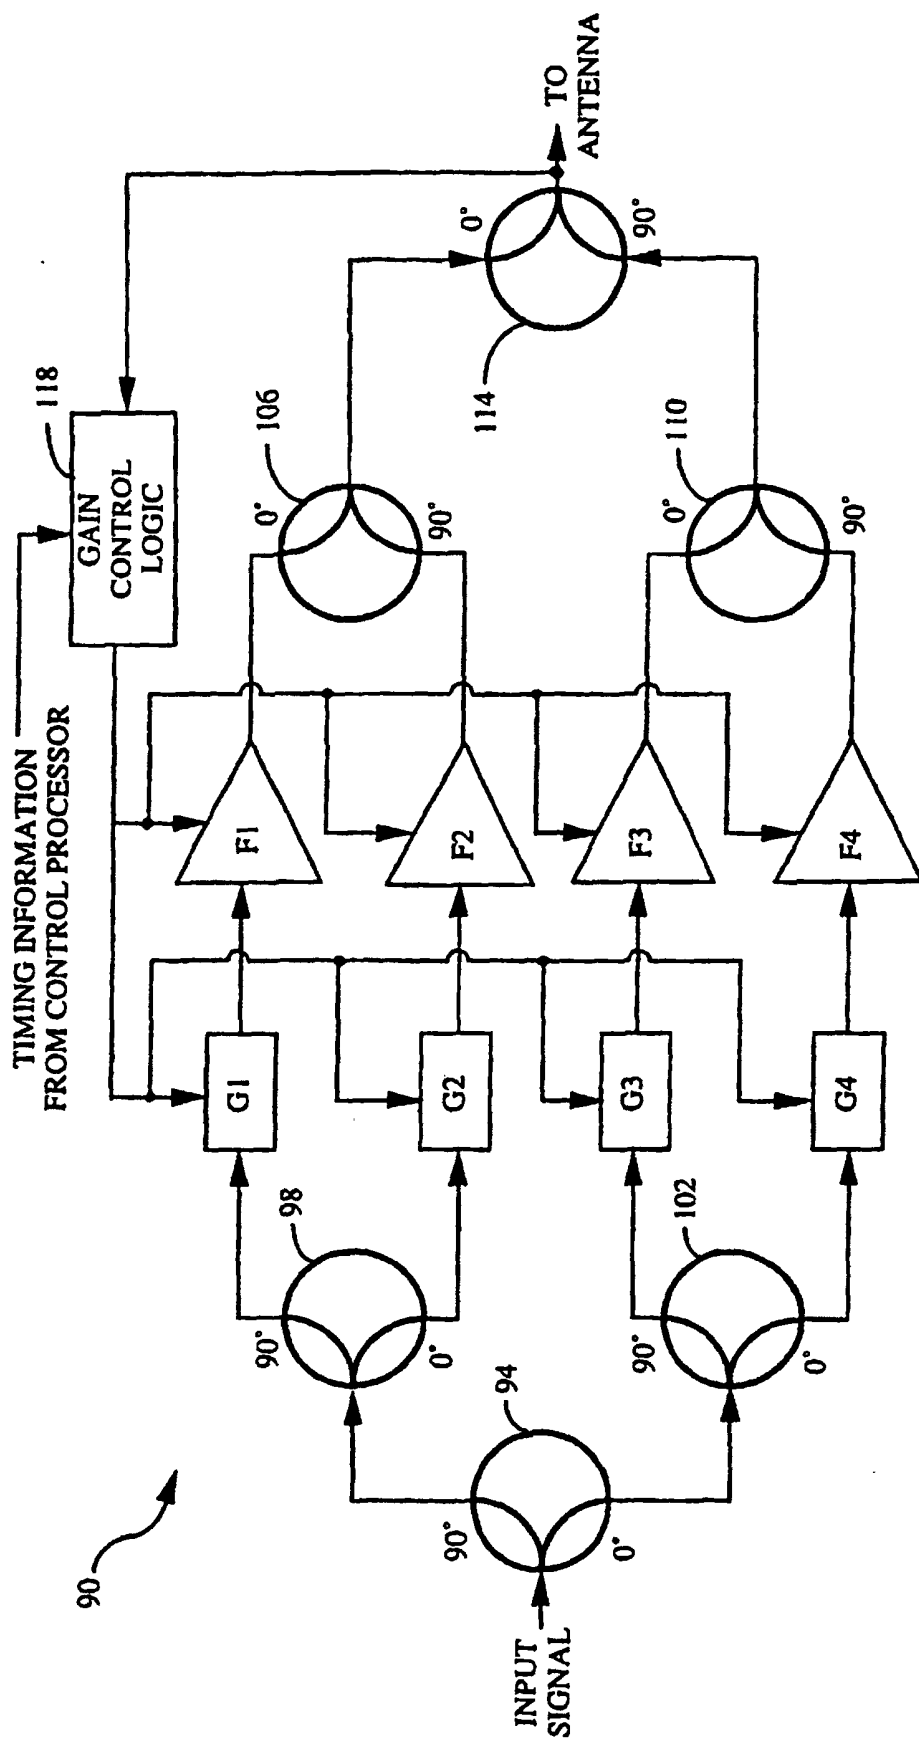 TIMING INFORMATION
FROM CONTROL PROCESSOR
GAIN
CONTROL
LOGIC
118
90
INPUT
SIGNAL
94
90°
0°
98
90°
0°
102
90°
0°
G1
G2
G3
G4
F1
F2
F3
F4
106
0°
90°
110
0°
90°
114
0°
90°
TO
ANTENNA